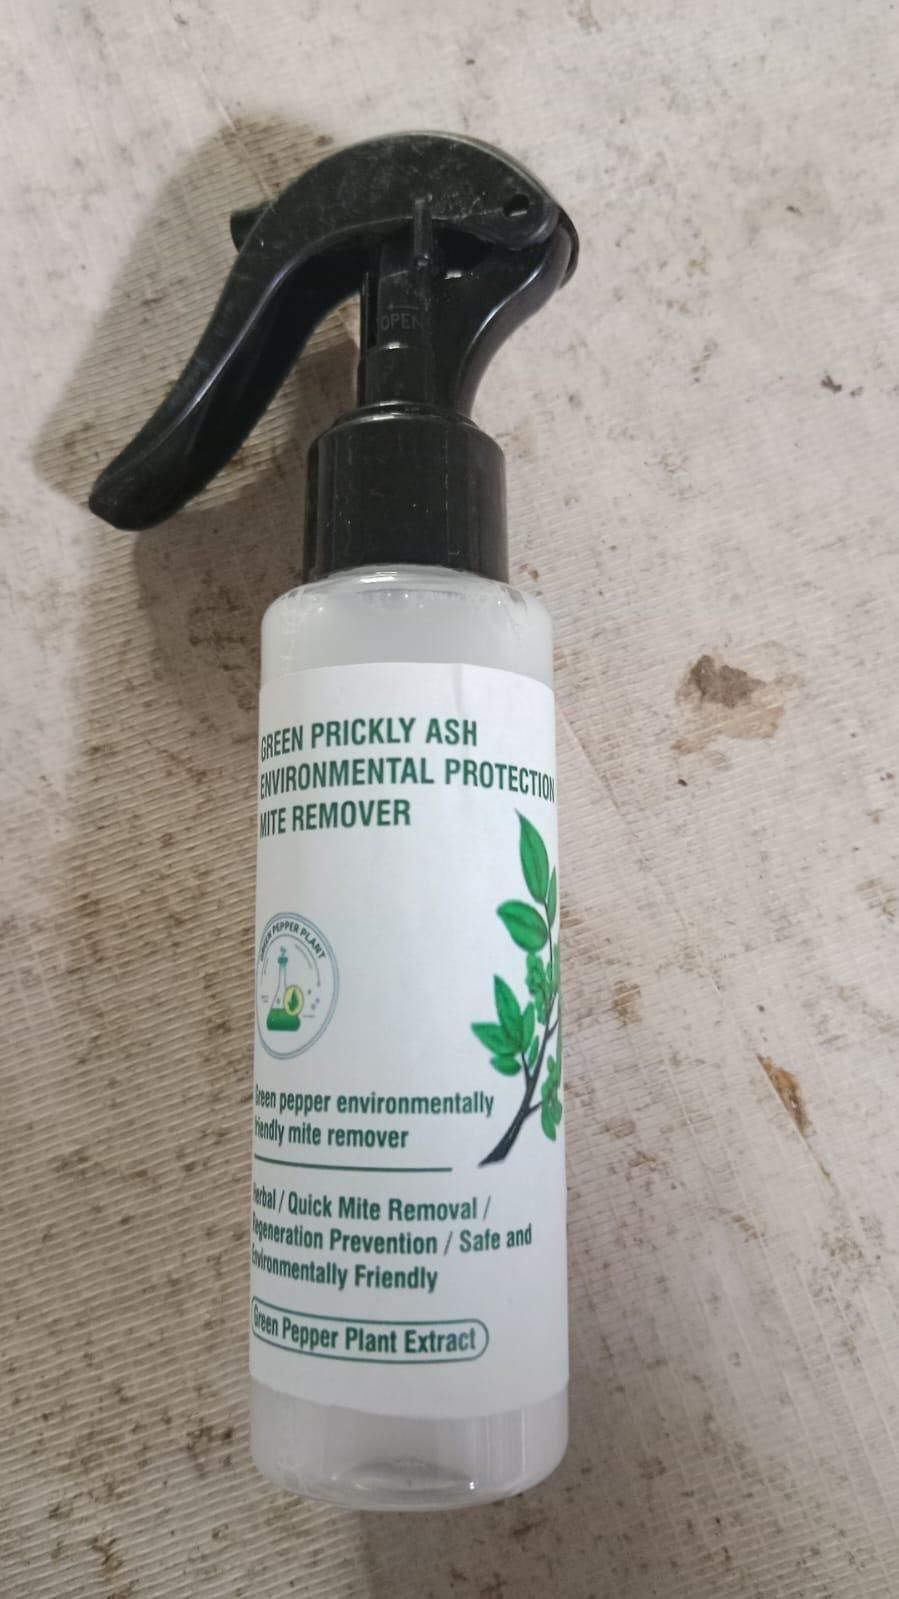 OPEN
GREEN PRICKLY ASH
ENVIRONMENTAL PROTECTION
MITE REMOVER
GREEN PEPPER PLANT
Green pepper environmentally
friendly mite remover
Herbal / Quick Mite Removal /
Regeneration Prevention / Safe and
Environmentally Friendly
Green Pepper Plant Extract